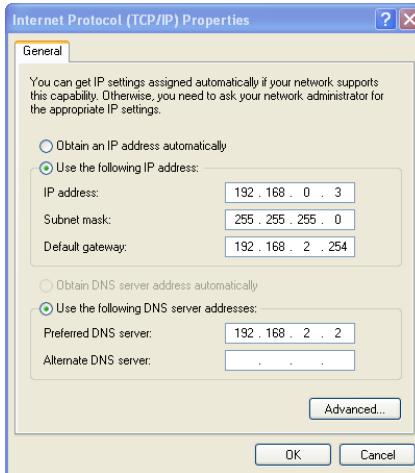 Internet Protocol (TCP/IP) Properties
General
You can get IP settings assigned automatically if your network supports
this capability. Otherwise, you need to ask your network administrator for
the appropriate IP settings.
Obtain an IP address automatically
Use the following IP address:
IP address: 192 . 168 . 0 . 3
Subnet mask: 255 . 255 . 255 . 0
Default gateway: 192 . 168 . 2 . 254
Obtain DNS server address automatically
Use the following DNS server addresses:
Preferred DNS server: 192 . 168 . 2 . 2
Alternate DNS server: . . .
Advanced...
OK Cancel